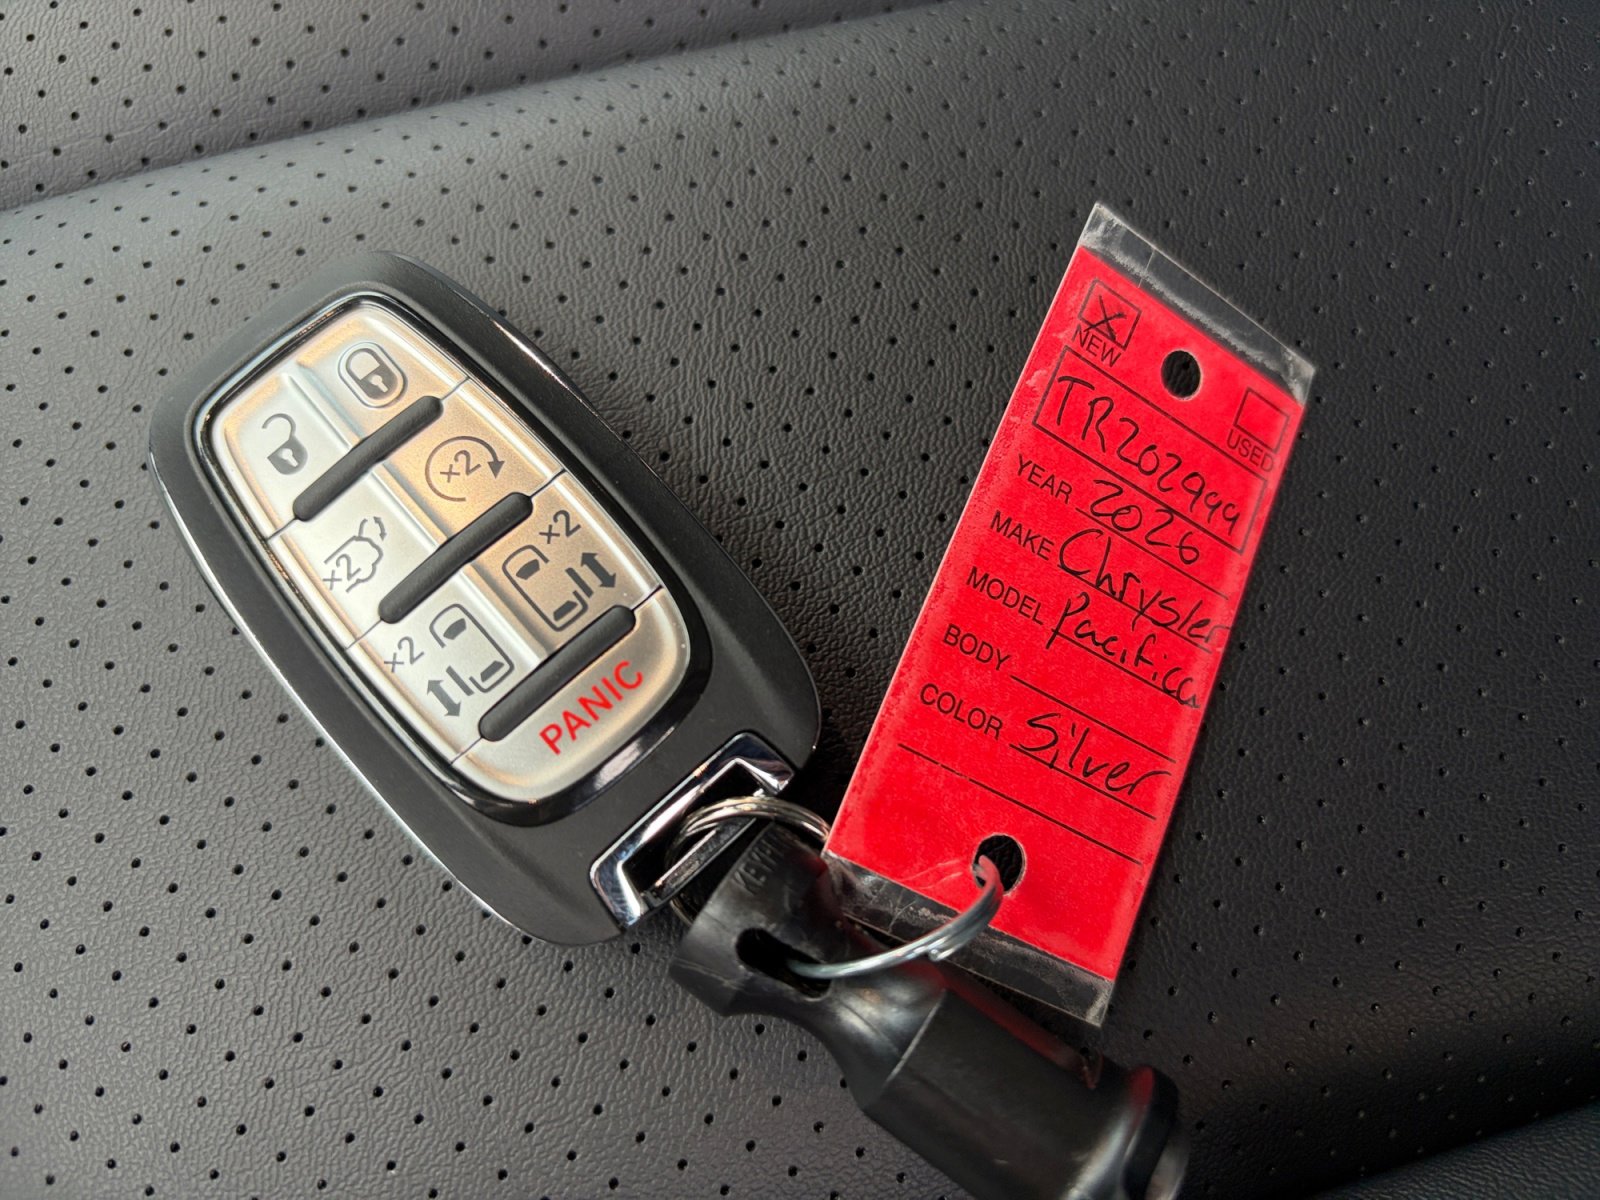 x2
x2
x2
x2
PANIC
NEW
USED
TR202999
YEAR 2026
MAKE Chrysler
MODEL Pacifica
BODY
COLOR Silver